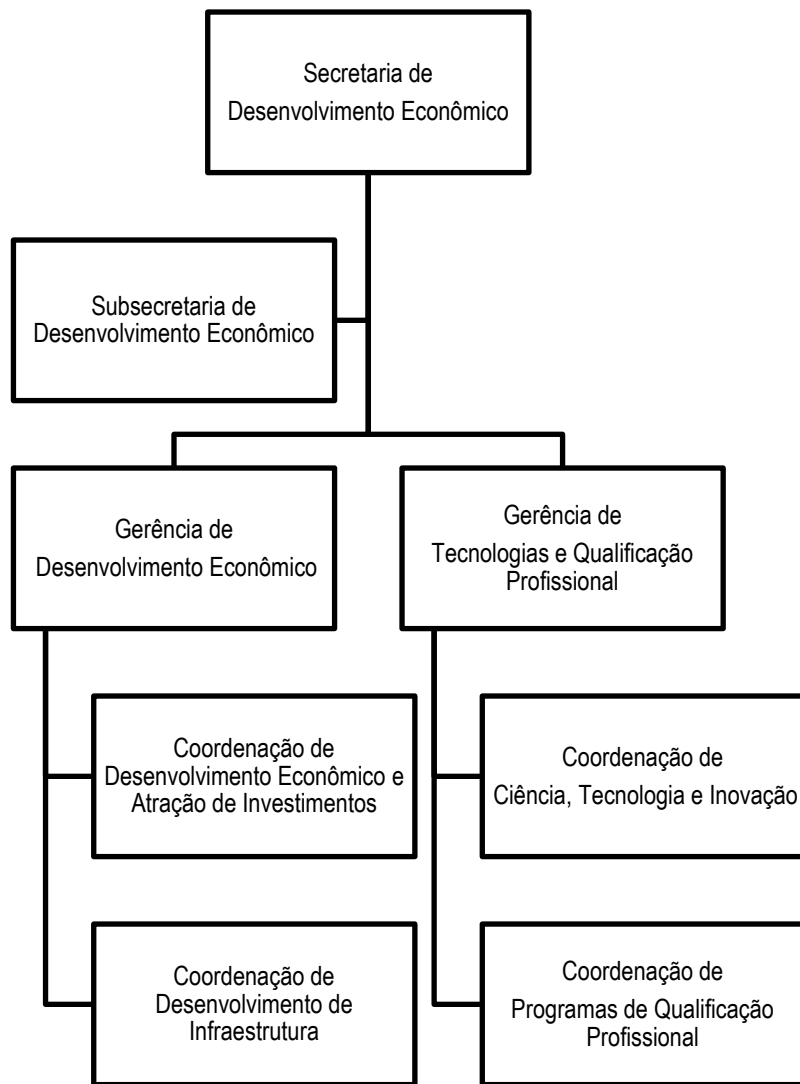 Secretaria de
Desenvolvimento Econômico
Subsecretaria de
Desenvolvimento Econômico
Gerência de
Desenvolvimento Econômico
Gerência de
Tecnologias e Qualificação
Profissional
Coordenação de
Desenvolvimento Econômico e
Atração de Investimentos
Coordenação de
Ciência, Tecnologia e Inovação
Coordenação de
Desenvolvimento de
Infraestrutura
Coordenação de
Programas de Qualificação
Profissional